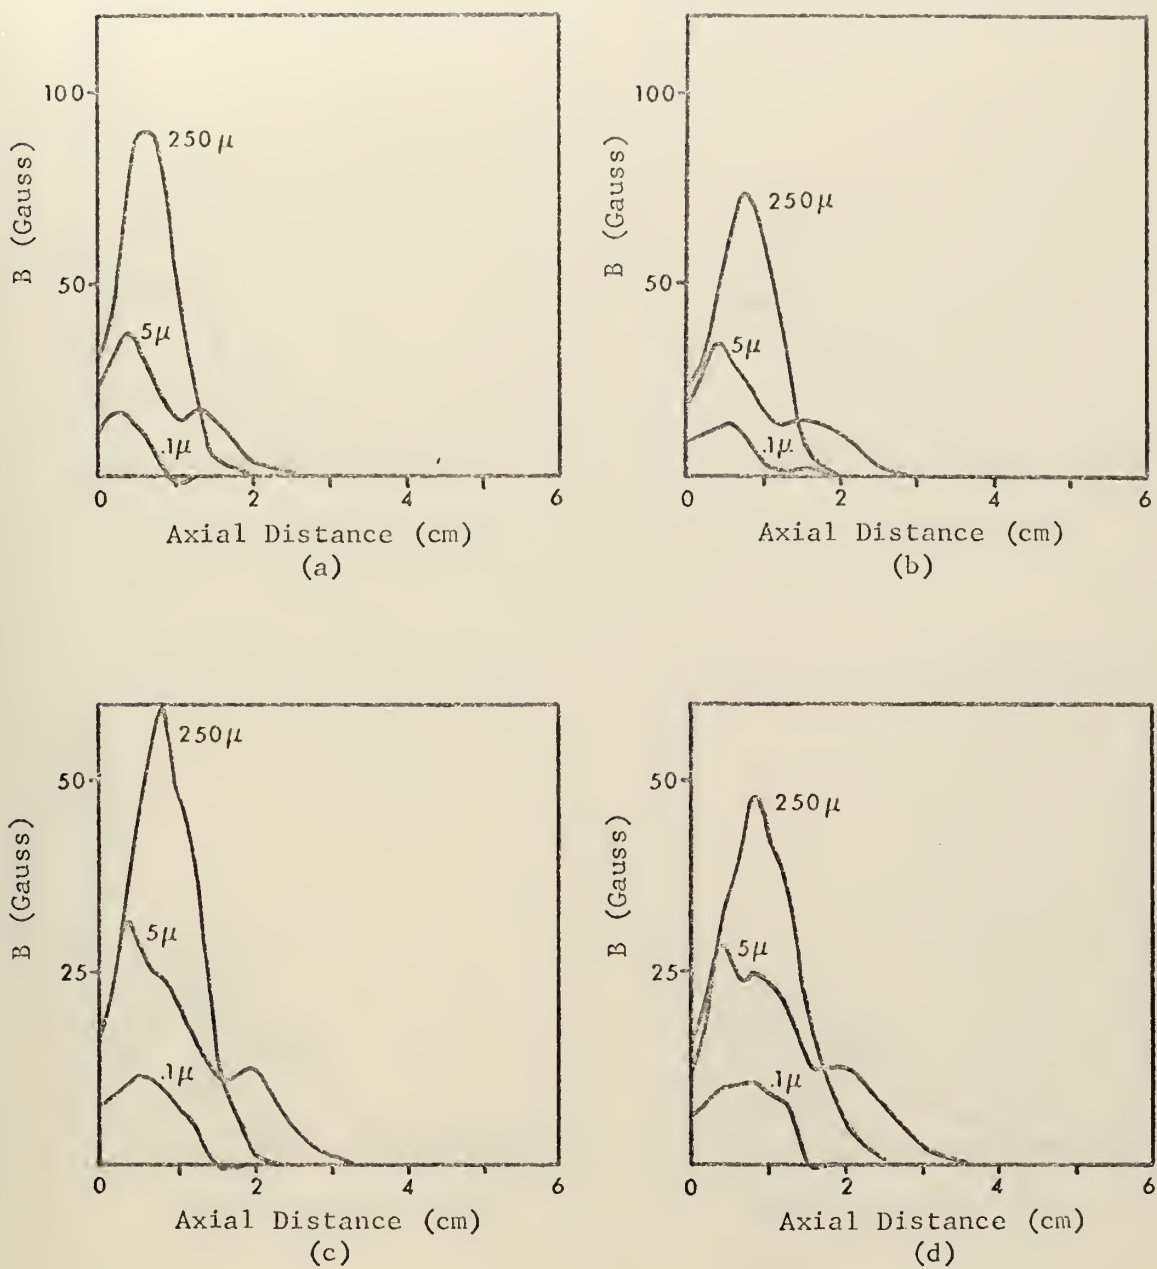 100
50
B (Gauss)
250μ
5μ
.1μ
0 2 4 6
Axial Distance (cm)
(a)
100
50
B (Gauss)
250μ
5μ
.1μ
0 2 4 6
Axial Distance (cm)
(b)
50
25
B (Gauss)
250μ
5μ
.1μ
0 2 4 6
Axial Distance (cm)
(c)
50
25
B (Gauss)
250μ
5μ
.1μ
0 2 4 6
Axial Distance (cm)
(d)